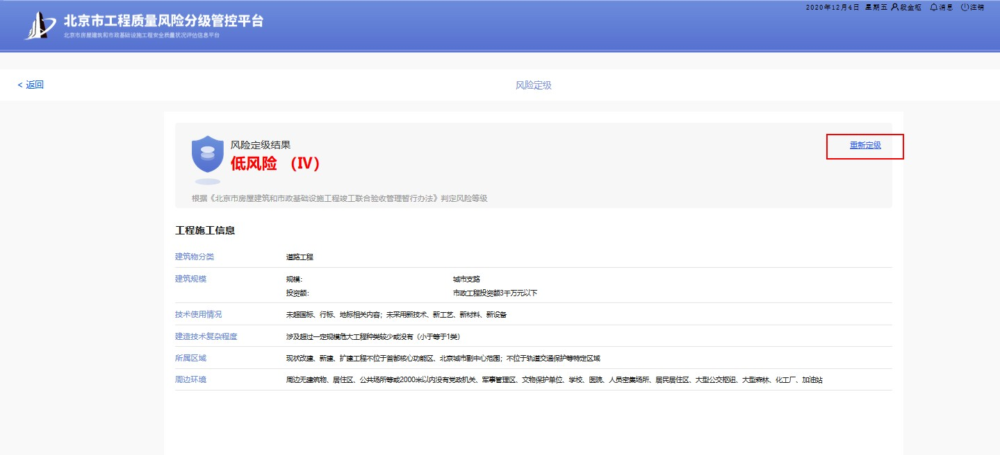 2020年12月4日 星期五 段金枢 消息 注销
北京市工程质量风险分级管控平台
北京市房屋建筑和市政基础设施工程安全质量状况评估信息平台
< 返回
风险定级
风险定级结果
重新定级
低风险 （IV）
根据《北京市房屋建筑和市政基础设施工程竣工联合验收管理暂行办法》判定风险等级
工程施工信息
建筑物分类 道路工程
建筑规模 规模： 城市支路
投资额： 市政工程投资额3千万元以下
技术使用情况 未超国标、行标、地标相关内容；未采用新技术、新工艺、新材料、新设备
建造技术复杂程度 涉及超过一定规模危大工程种类较少或没有（小于等于1类）
所属区域 现状改建、新建、扩建工程不位于首都核心功能区、北京城市副中心范围；不位于轨道交通保护等特定区域
周边环境 周边无建筑物、居住区、公共场所等或2000米以内没有党政机关、军事管理区、文物保护单位、学校、医院、人员密集场所、居民居住区、大型公交枢纽、大型森林、化工厂、加油站